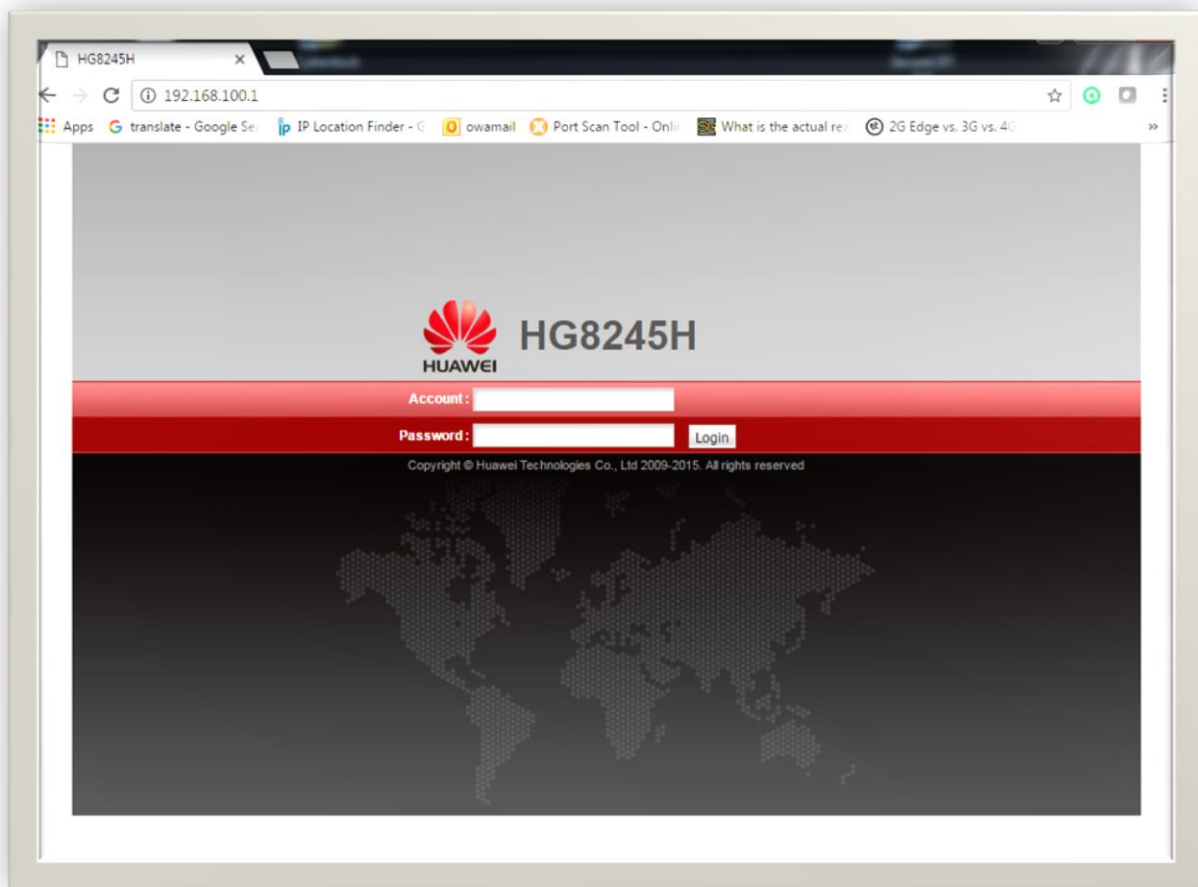 HG8245H
192.168.100.1
Apps translate - Google Se IP Location Finder - G owamail Port Scan Tool - Onli What is the actual rea 2G Edge vs. 3G vs. 4G
HUAWEI
HG8245H
Account :
Password : Login
Copyright © Huawei Technologies Co., Ltd 2009-2015. All rights reserved